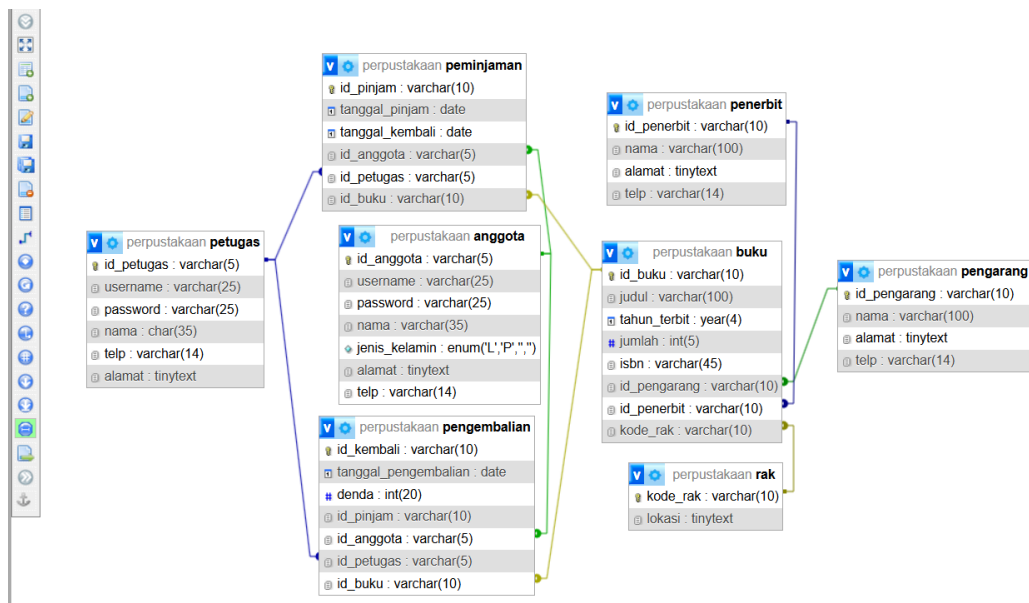 perpustakaan peminjaman
id_pinjam : varchar(10)
tanggal_pinjam : date
tanggal_kembali : date
id_anggota : varchar(5)
id_petugas : varchar(5)
id_buku : varchar(10)
perpustakaan penerbit
id_penerbit : varchar(10)
nama : varchar(100)
alamat : tinytext
telp : varchar(14)
perpustakaan petugas
id_petugas : varchar(5)
username : varchar(25)
password : varchar(25)
nama : char(35)
telp : varchar(14)
alamat : tinytext
perpustakaan anggota
id_anggota : varchar(5)
username : varchar(25)
password : varchar(25)
nama : varchar(35)
jenis_kelamin : enum('L','P','','')
alamat : tinytext
telp : varchar(14)
perpustakaan buku
id_buku : varchar(10)
judul : varchar(100)
tahun_terbit : year(4)
jumlah : int(5)
isbn : varchar(45)
id_pengarang : varchar(10)
id_penerbit : varchar(10)
kode_rak : varchar(10)
perpustakaan pengarang
id_pengarang : varchar(10)
nama : varchar(100)
alamat : tinytext
telp : varchar(14)
perpustakaan pengembalian
id_kembali : varchar(10)
tanggal_pengembalian : date
denda : int(20)
id_pinjam : varchar(10)
id_anggota : varchar(5)
id_petugas : varchar(5)
id_buku : varchar(10)
perpustakaan rak
kode_rak : varchar(10)
lokasi : tinytext